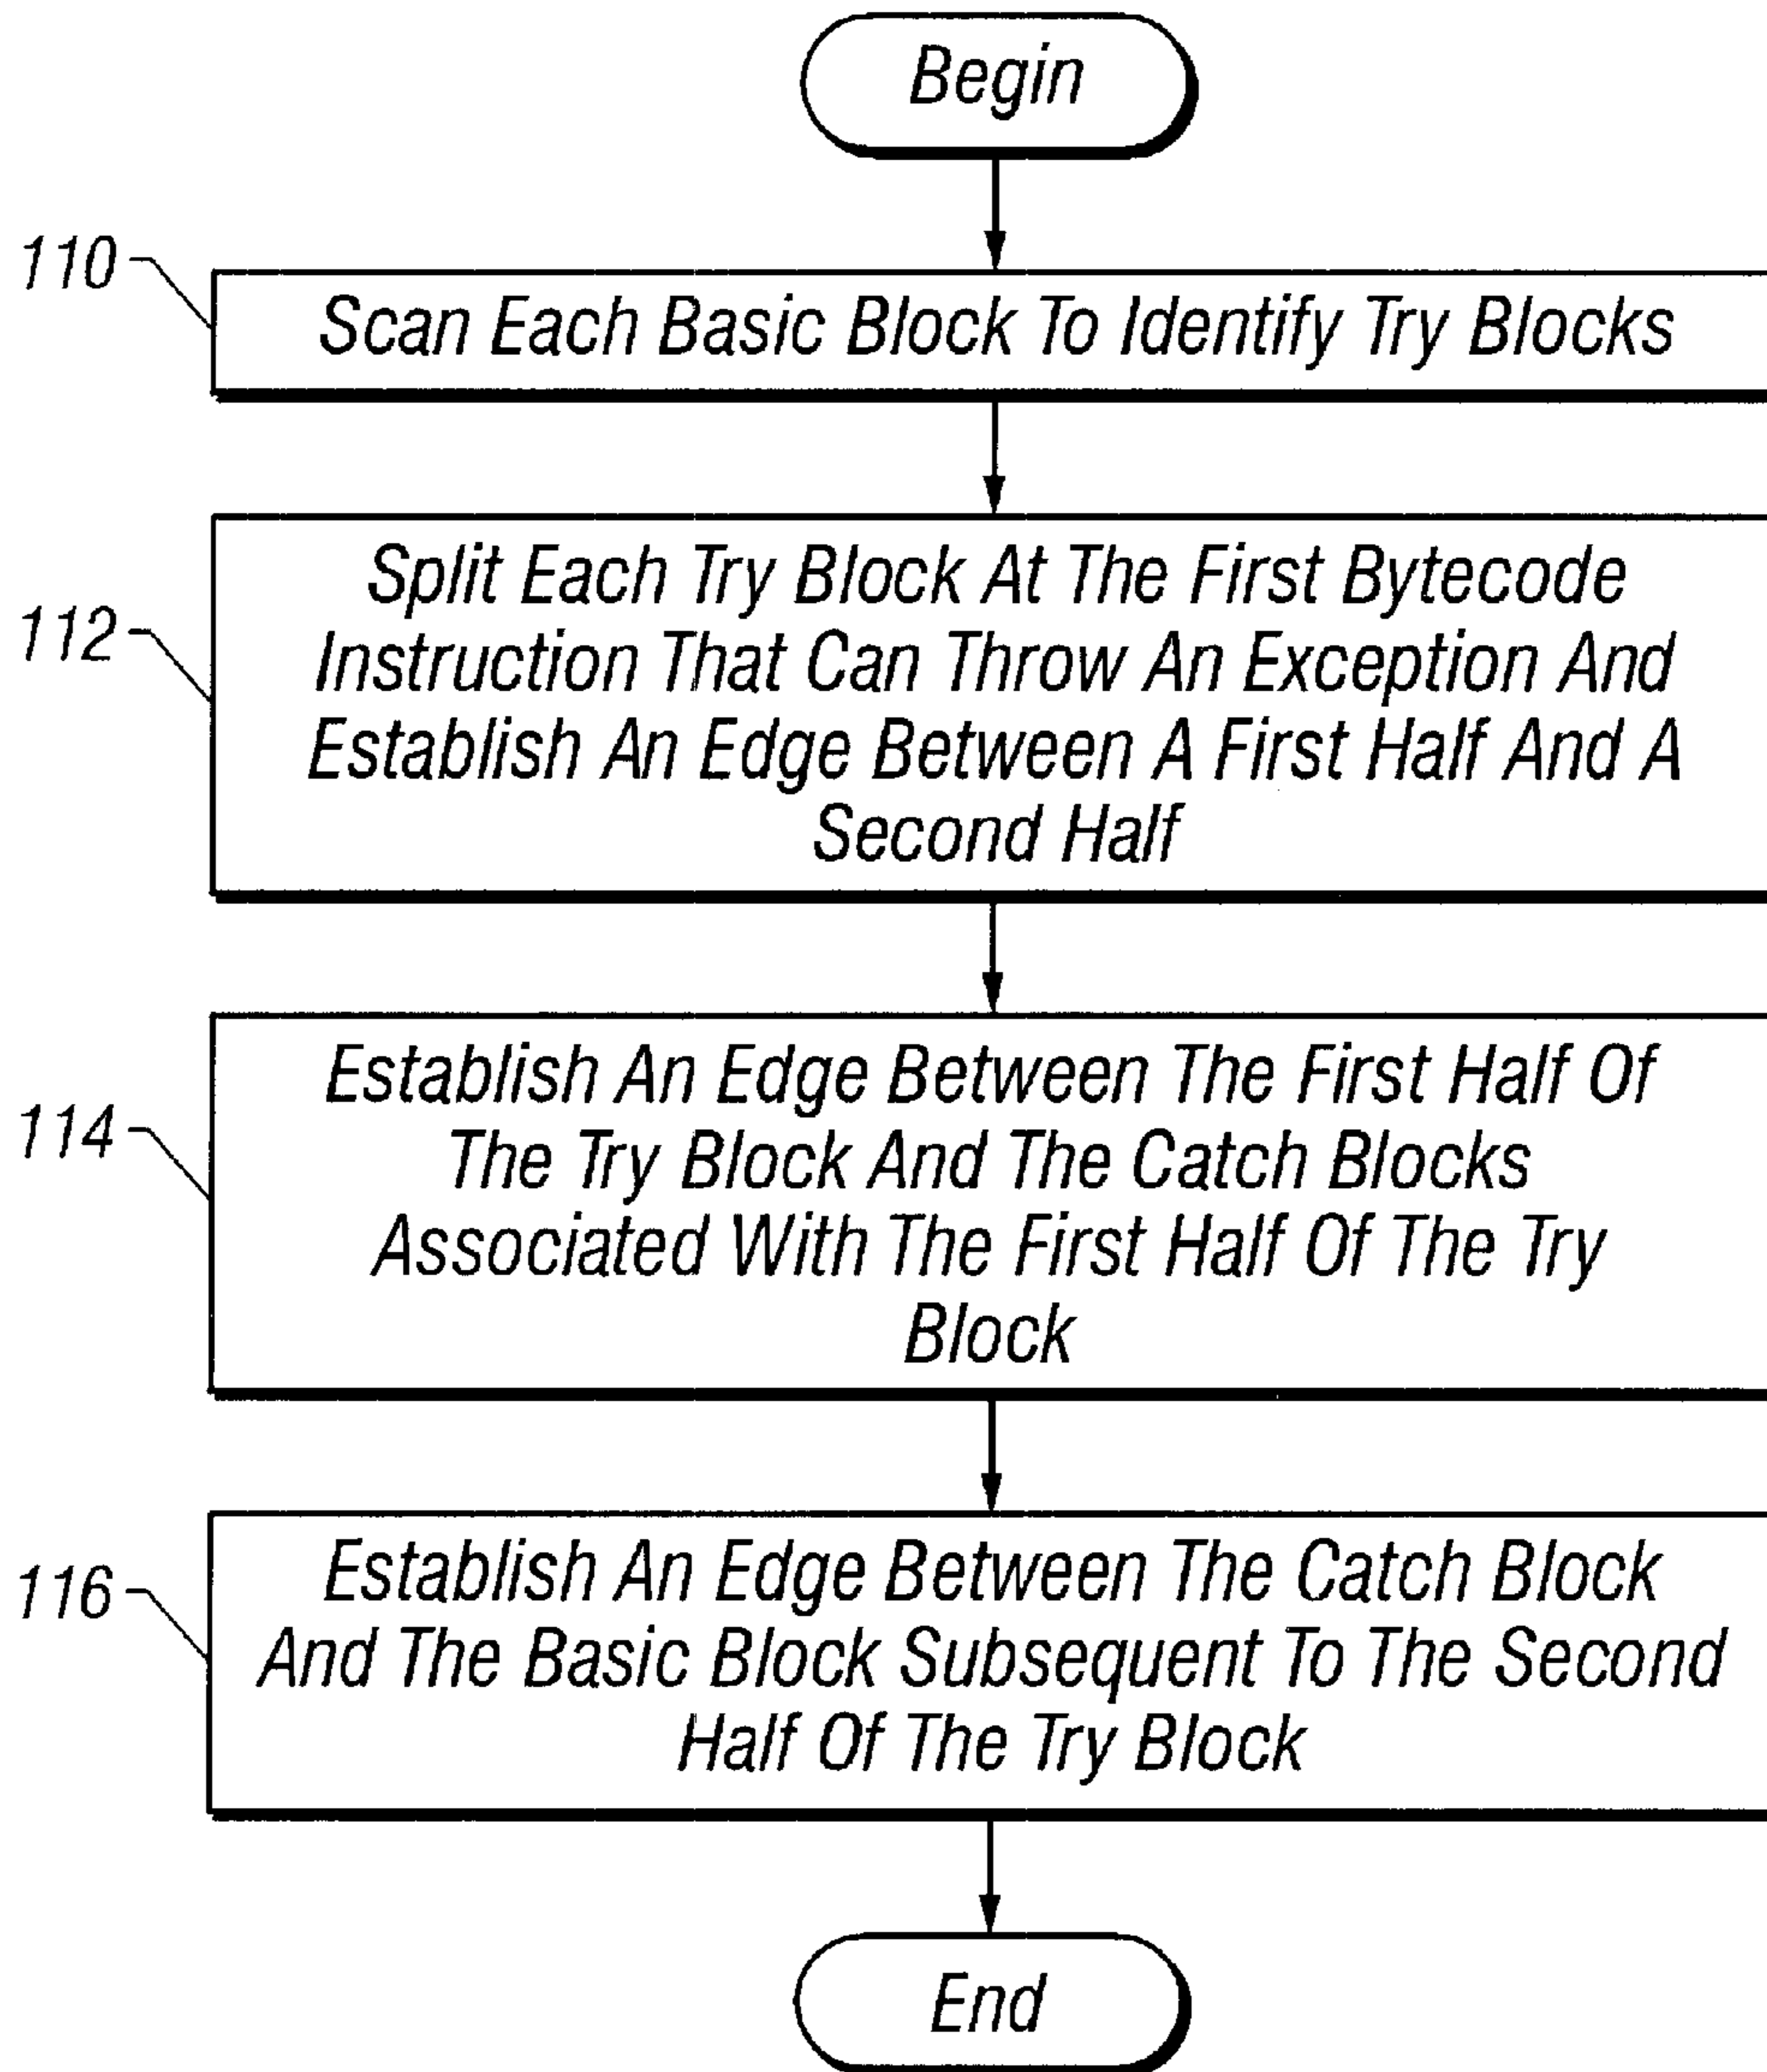 Begin
110
Scan Each Basic Block To Identify Try Blocks
112
Split Each Try Block At The First Bytecode
Instruction That Can Throw An Exception And
Establish An Edge Between A First Half And A
Second Half
114
Establish An Edge Between The First Half Of
The Try Block And The Catch Blocks
Associated With The First Half Of The Try
Block
116
Establish An Edge Between The Catch Block
And The Basic Block Subsequent To The Second
Half Of The Try Block
End